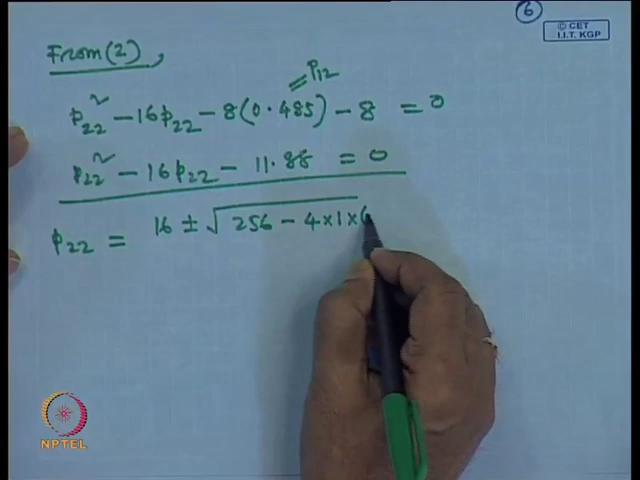 6
© CET
I.I.T. KGP
From (2),
p₁₂
p₂₂² - 16p₂₂ - 8(0.485) - 8 = 0
p₂₂² - 16p₂₂ - 11.88 = 0
p₂₂ = 16 ± √256 - 4×1×(
NPTEL